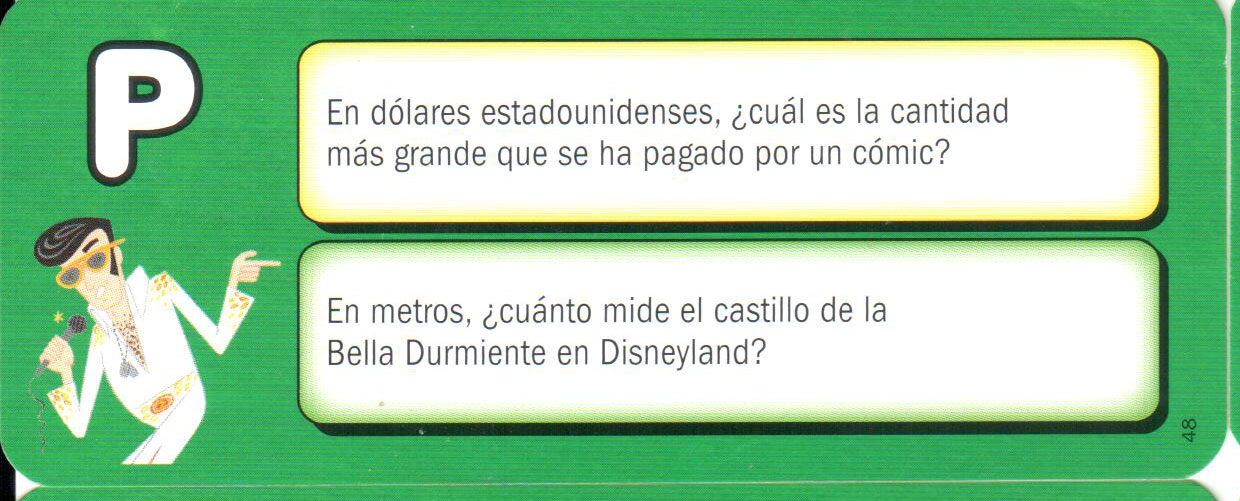 P
En dólares estadounidenses, ¿cuál es la cantidad
más grande que se ha pagado por un cómic?
En metros, ¿cuánto mide el castillo de la
Bella Durmiente en Disneyland?
48